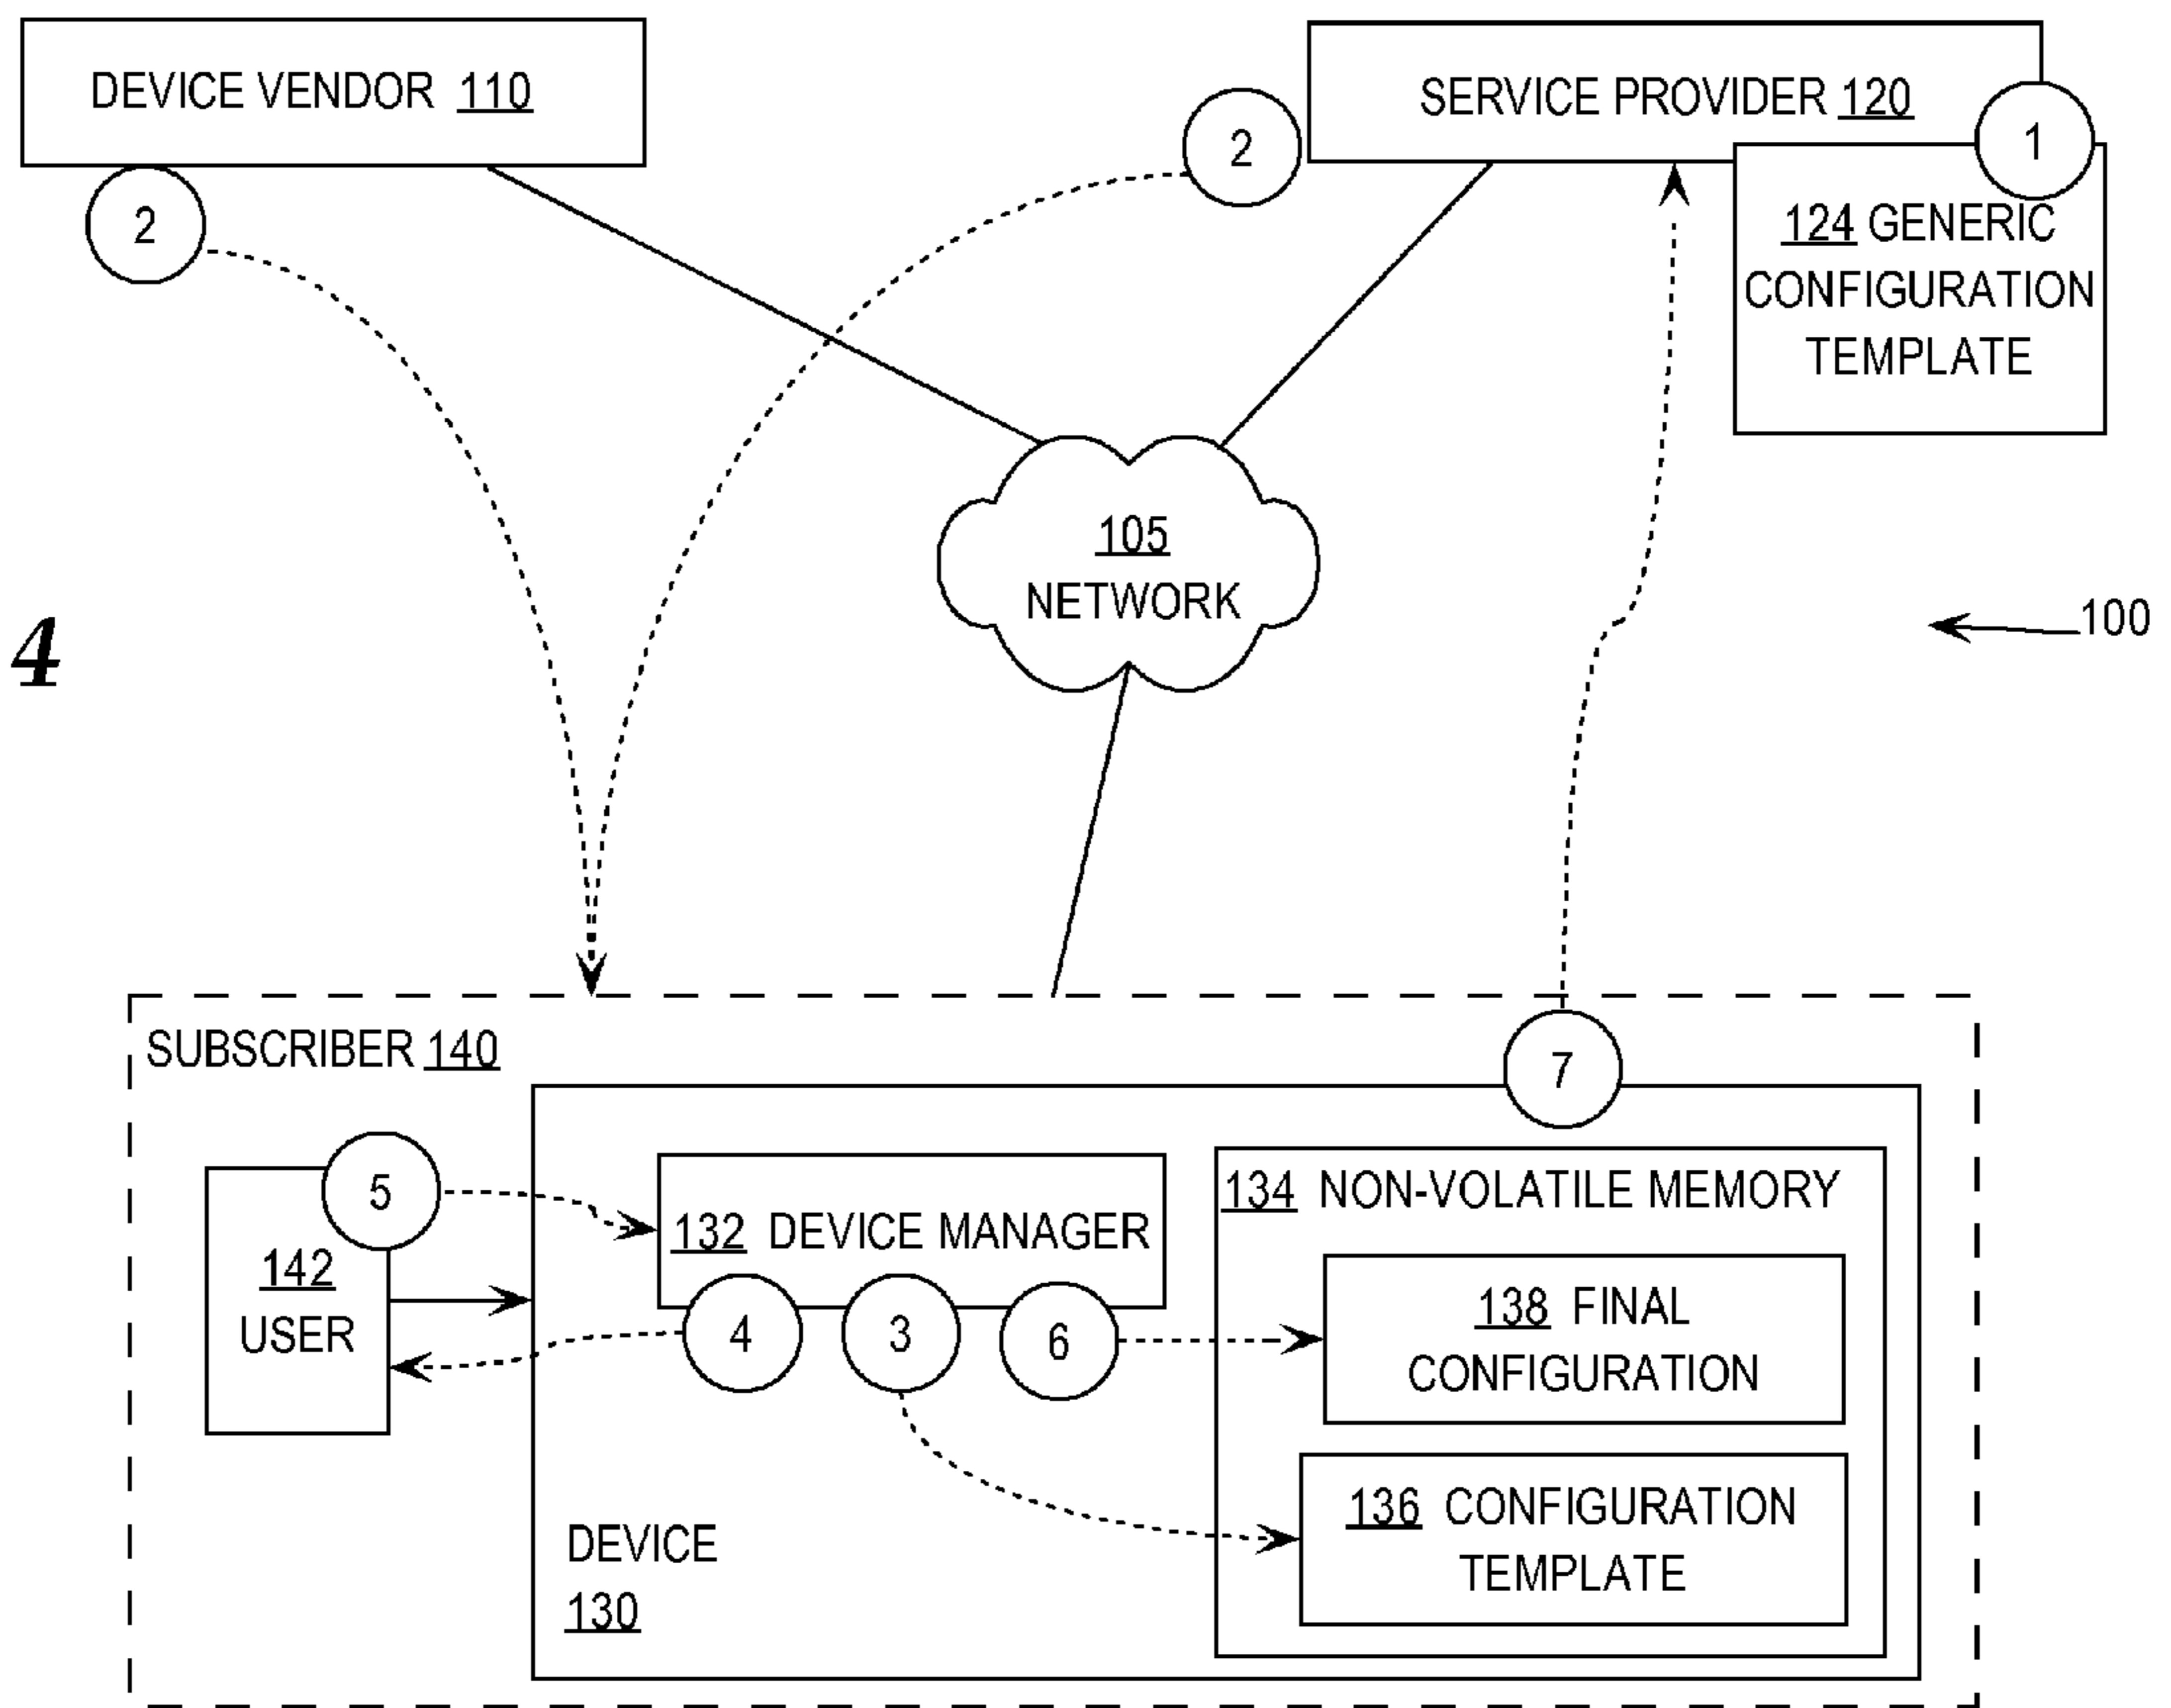 DEVICE VENDOR 110
SERVICE PROVIDER 120
1
2
2
124 GENERIC
CONFIGURATION
TEMPLATE
105
NETWORK
4
100
SUBSCRIBER 140
7
5
142
USER
132 DEVICE MANAGER
4
3
6
134 NON-VOLATILE MEMORY
138 FINAL
CONFIGURATION
136 CONFIGURATION
TEMPLATE
DEVICE
130